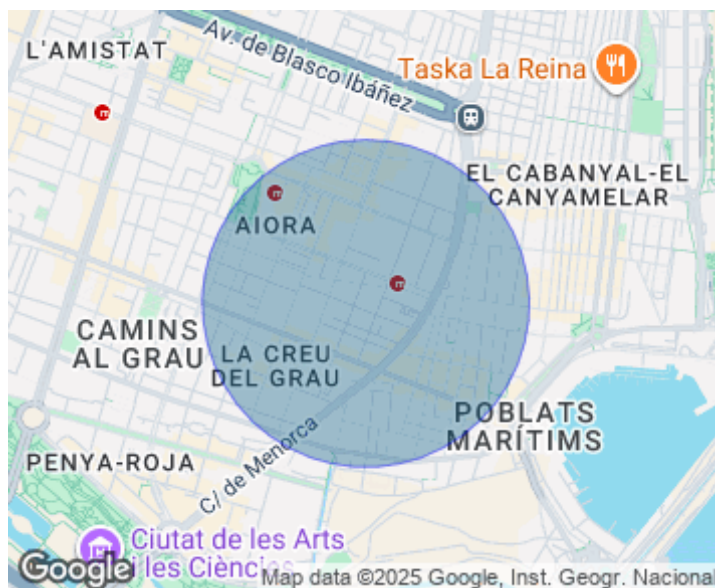 L'AMISTAT
Av. de Blasco Ibáñez
Taska La Reina
EL CABANYAL-EL
CANYAMELAR
AIORA
CAMINS
AL GRAU
LA CREU
DEL GRAU
POBLATS
MARÍTIMS
PENYA-ROJA
C/ de Menorca
Ciutat de les Arts
i les Ciències
Google
Map data ©2025 Google, Inst. Geogr. Nacional